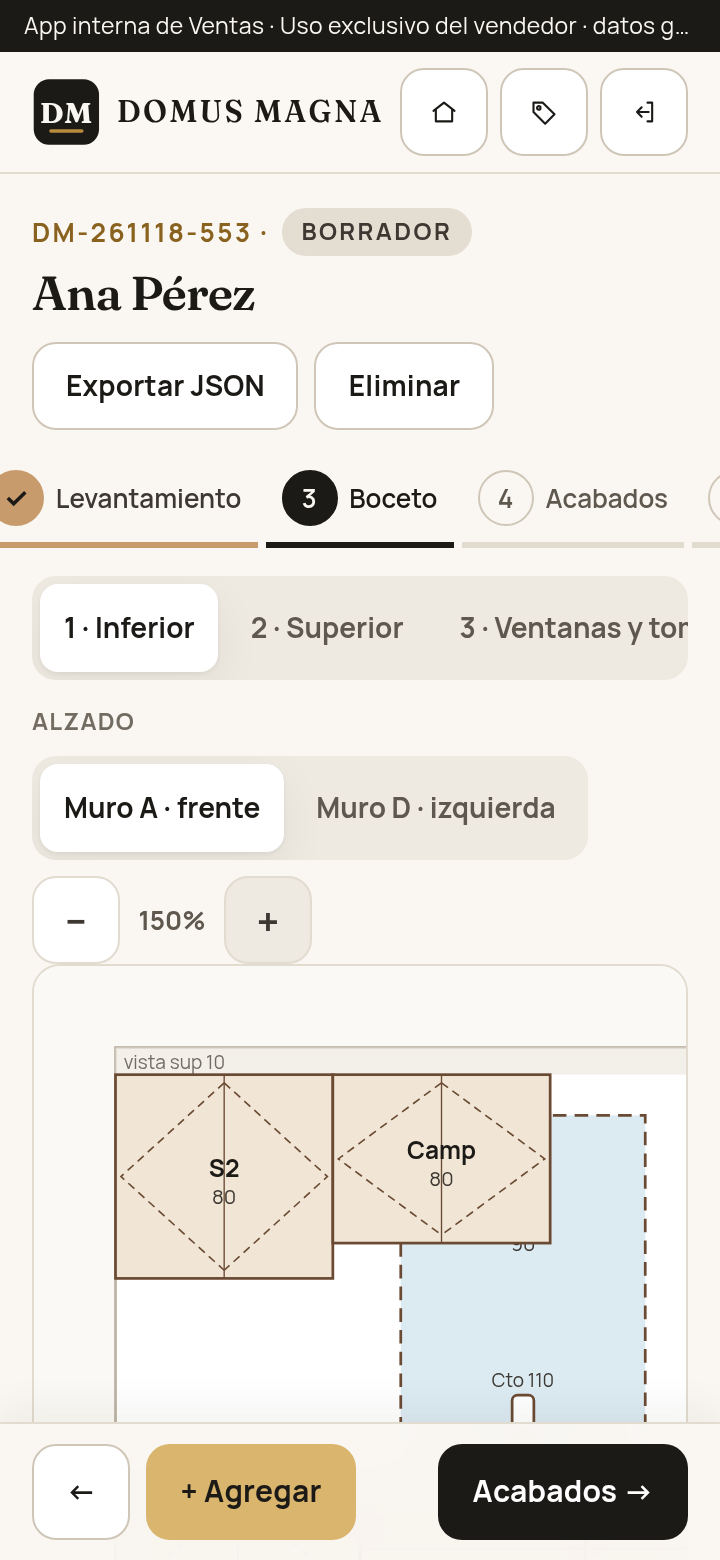 App interna de Ventas · Uso exclusivo del vendedor · datos g…
DM
DOMUS MAGNA
DM-261118-553 ·
BORRADOR
Ana Pérez
Exportar JSON
Eliminar
Levantamiento
3 Boceto
4 Acabados
1 · Inferior
2 · Superior
3 · Ventanas y tor
ALZADO
Muro A · frente
Muro D · izquierda
−
150%
+
vista sup 10
S2
80
Camp
80
90
Cto 110
←
+ Agregar
Acabados →